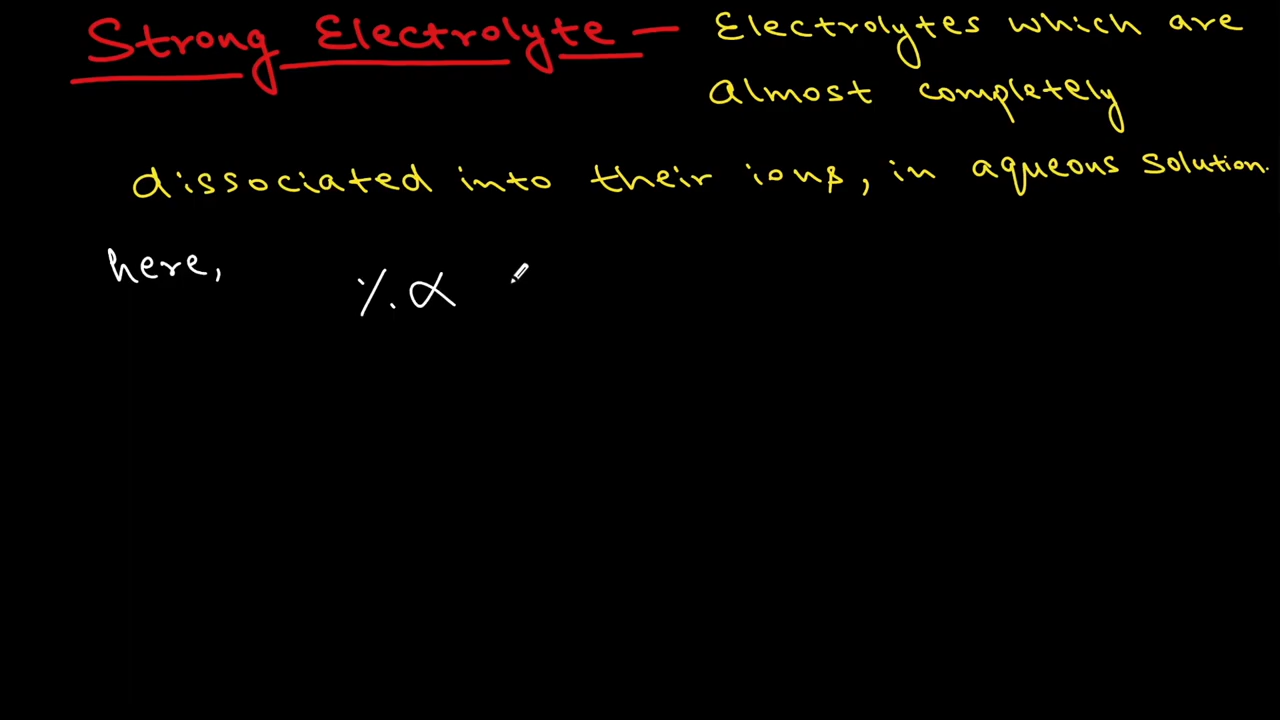 Strong Electrolyte — Electrolytes which are
almost completely
dissociated into their ions, in aqueous solution.
here, % α